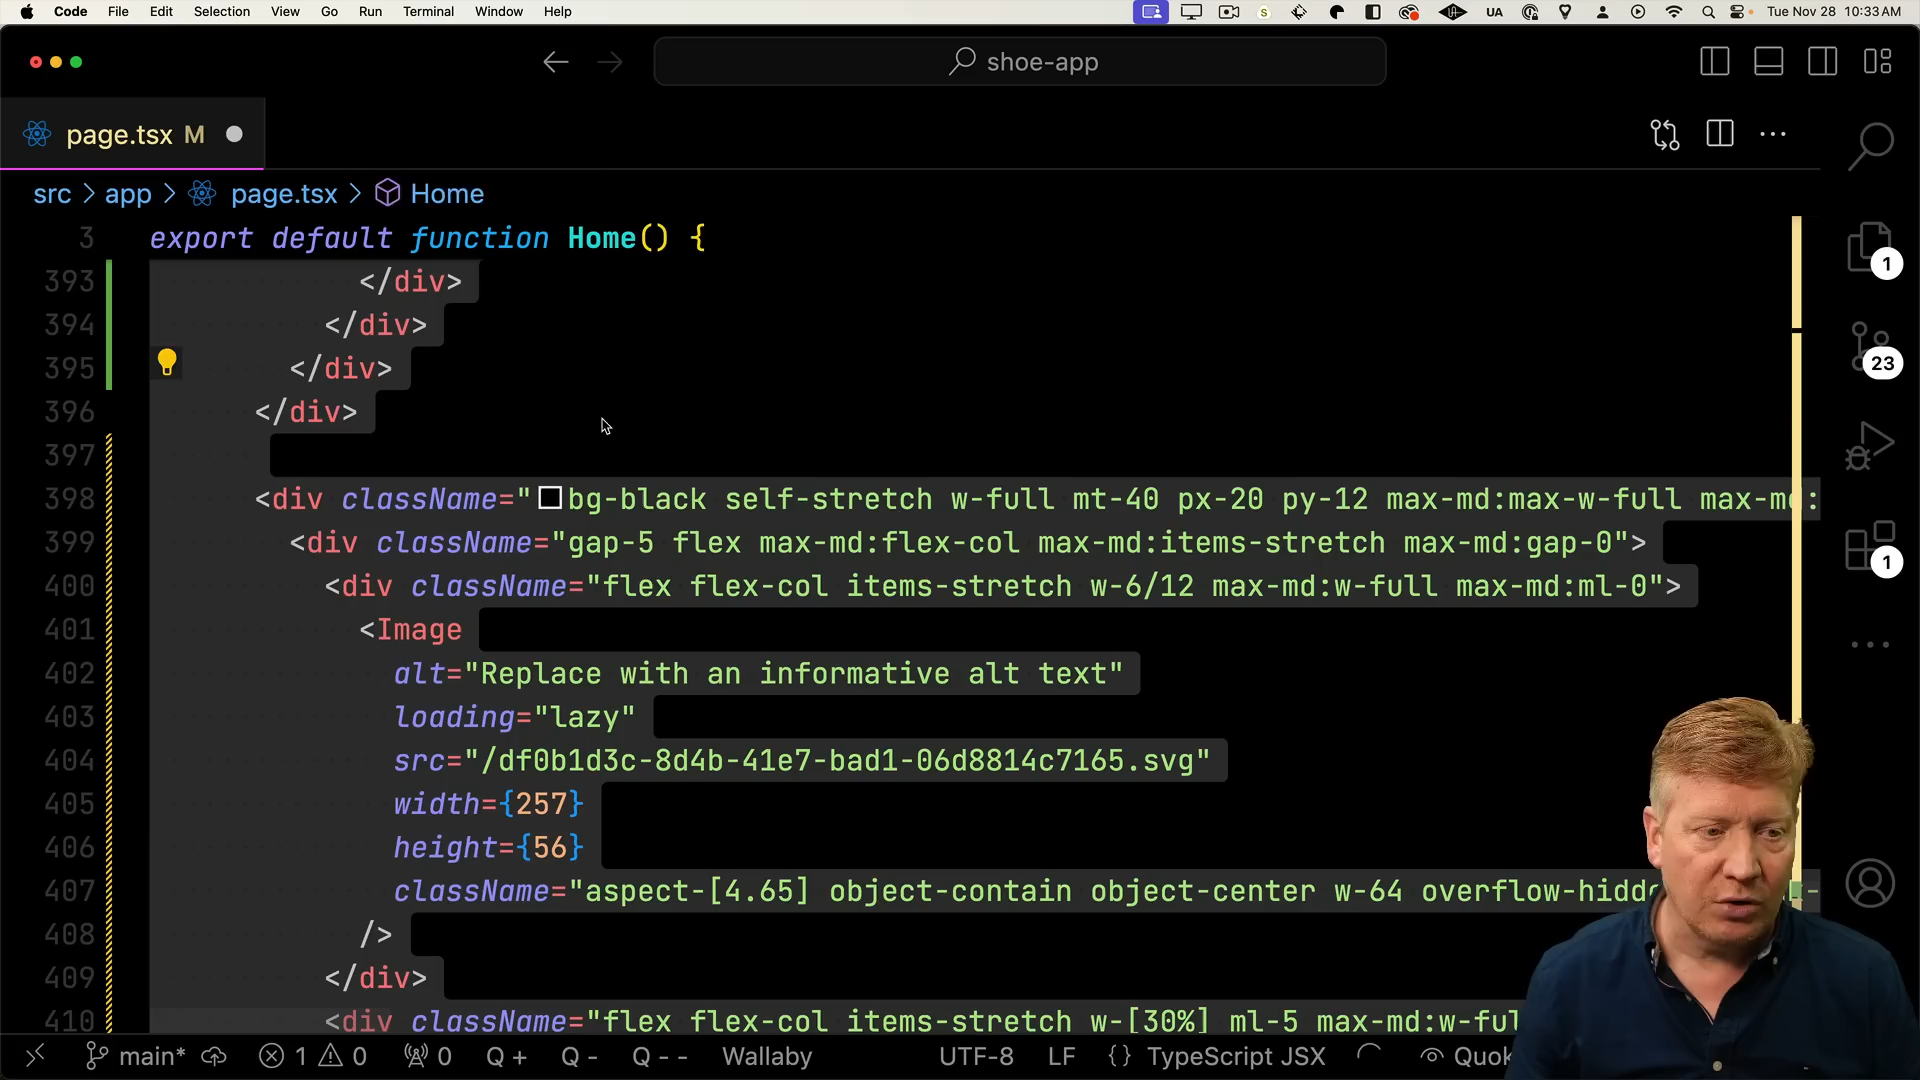 Code File Edit Selection View Go Run Terminal Window Help S UA Tue Nov 28 10:33 AM
shoe-app
page.tsx M
src > app > page.tsx > Home
3 export default function Home() {
393 </div>
394 </div>
395 </div>
396 </div>
397
398 <div className="bg-black self-stretch w-full mt-40 px-20 py-12 max-md:max-w-full max-md:
399 <div className="gap-5 flex max-md:flex-col max-md:items-stretch max-md:gap-0">
400 <div className="flex flex-col items-stretch w-6/12 max-md:w-full max-md:ml-0">
401 <Image
402 alt="Replace with an informative alt text"
403 loading="lazy"
404 src="/df0b1d3c-8d4b-41e7-bad1-06d8814c7165.svg"
405 width={257}
406 height={56}
407 className="aspect-[4.65] object-contain object-center w-64 overflow-hidde
408 />
409 </div>
410 <div className="flex flex-col items-stretch w-[30%] ml-5 max-md:w-ful
1
23
1
main* 1 0 0 Q + Q - Q - - Wallaby UTF-8 LF {} TypeScript JSX Quok